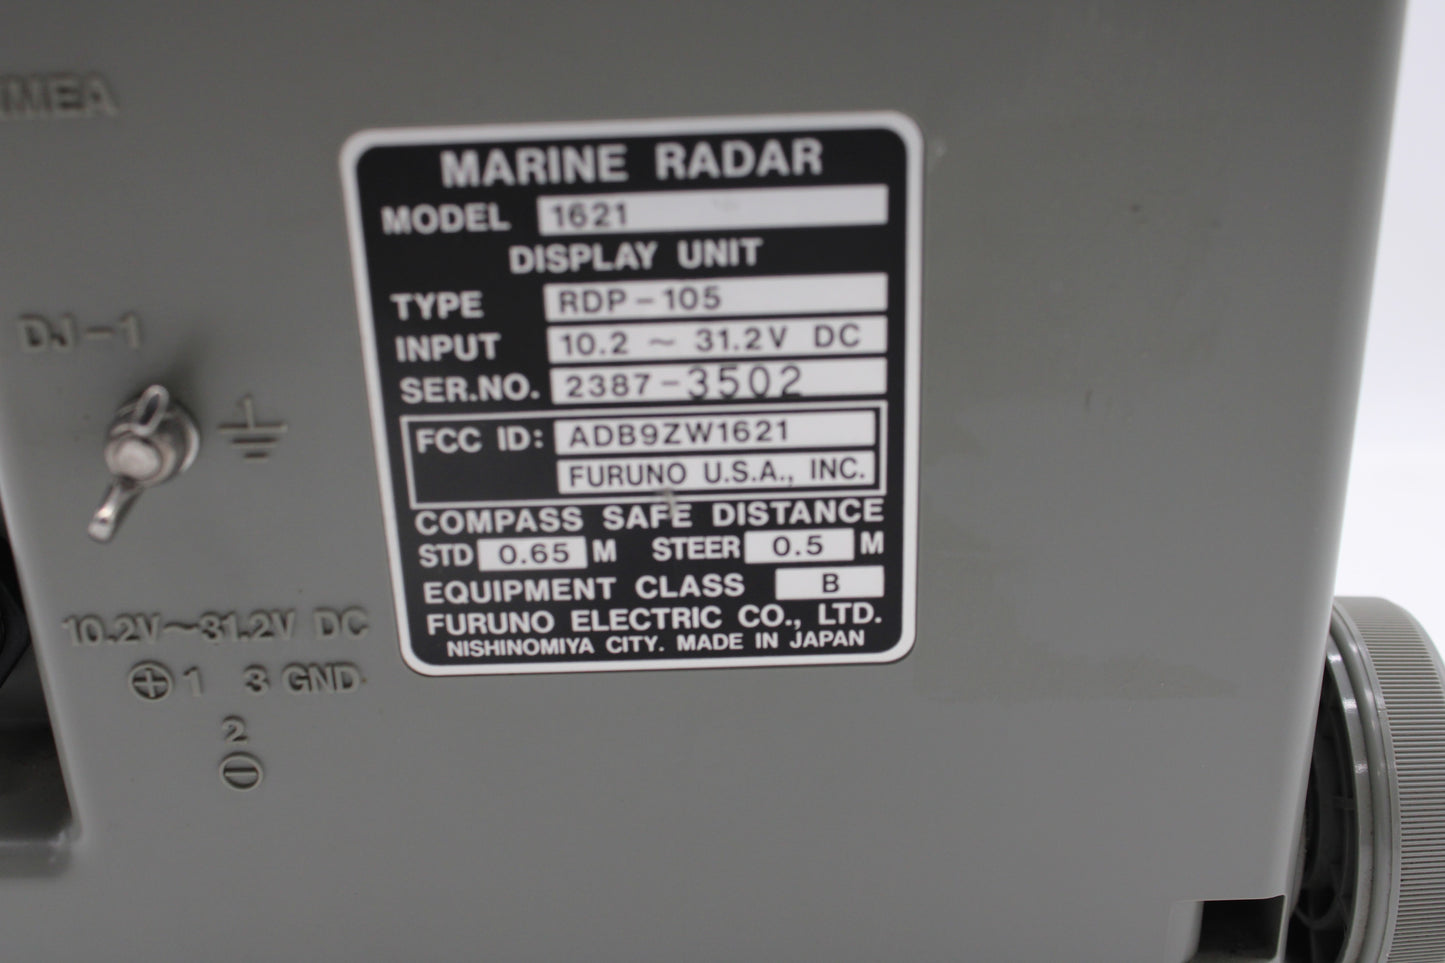 MEA
MARINE RADAR
MODEL 1621
DISPLAY UNIT
TYPE RDP-105
INPUT 10.2 ~ 31.2V DC
SER.NO. 2387-3502
FCC ID: ADB9ZW1621
FURUNO U.S.A., INC.
COMPASS SAFE DISTANCE
STD 0.65 M STEER 0.5 M
EQUIPMENT CLASS B
FURUNO ELECTRIC CO., LTD.
NISHINOMIYA CITY. MADE IN JAPAN
DJ-1
10.2V~31.2V DC
⊕1 3 GND
2
⊖